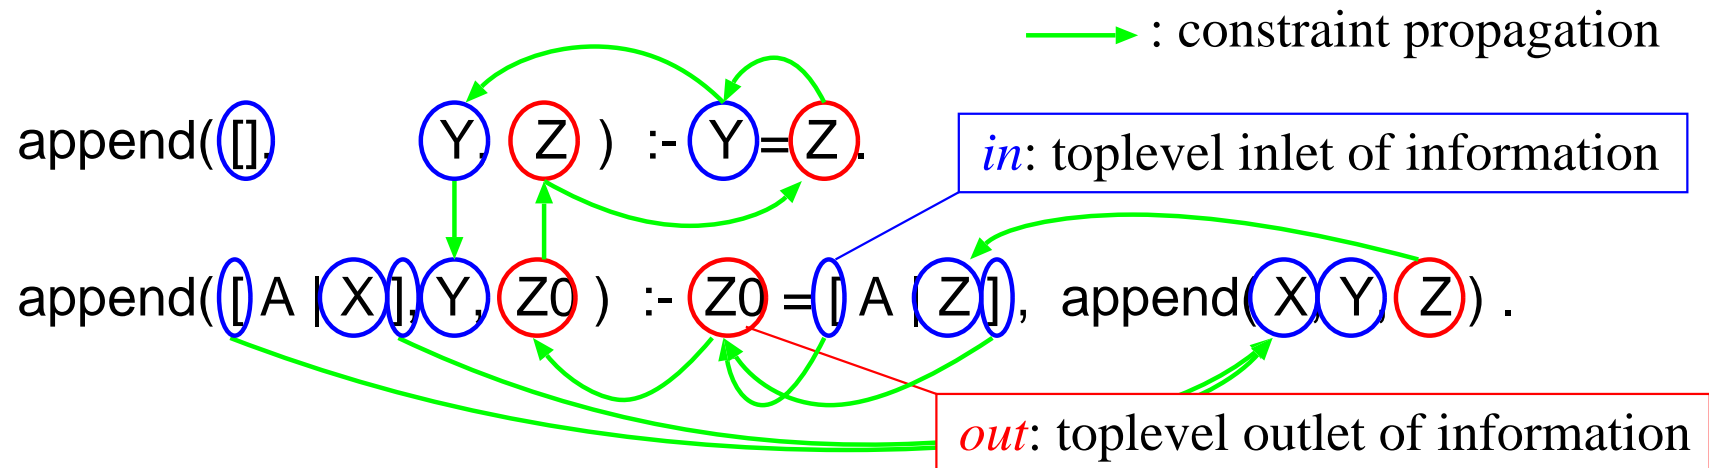 : constraint propagation
append( [], Y, Z ) :- Y = Z .
in: toplevel inlet of information
append( [ A | X ], Y, Z0 ) :- Z0 = [ A | Z ] , append( X, Y, Z ) .
out: toplevel outlet of information